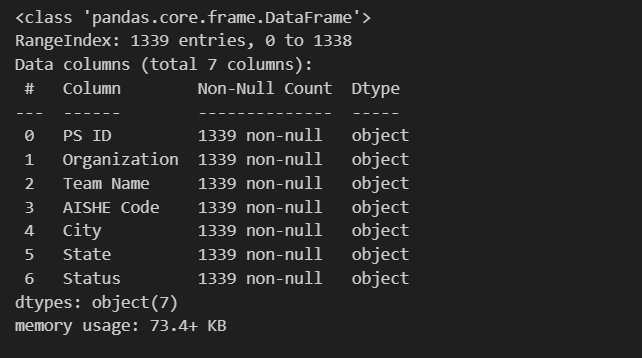 <class 'pandas.core.frame.DataFrame'>
RangeIndex: 1339 entries, 0 to 1338
Data columns (total 7 columns):
 #   Column        Non-Null Count  Dtype
---  ------        --------------  -----
 0   PS ID         1339 non-null   object
 1   Organization  1339 non-null   object
 2   Team Name     1339 non-null   object
 3   AISHE Code    1339 non-null   object
 4   City          1339 non-null   object
 5   State         1339 non-null   object
 6   Status        1339 non-null   object
dtypes: object(7)
memory usage: 73.4+ KB